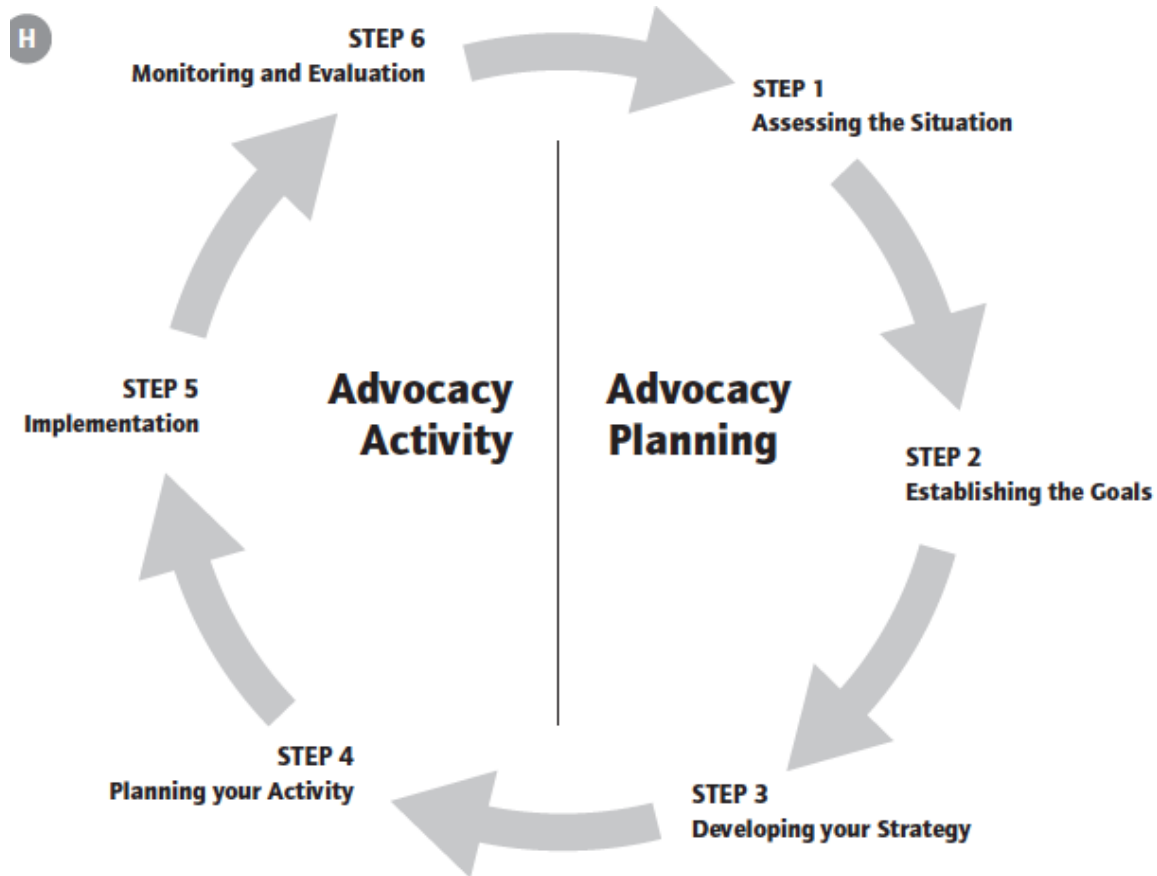 H
STEP 6
Monitoring and Evaluation
STEP 1
Assessing the Situation
STEP 5
Implementation
Advocacy
Activity
Advocacy
Planning
STEP 2
Establishing the Goals
STEP 4
Planning your Activity
STEP 3
Developing your Strategy